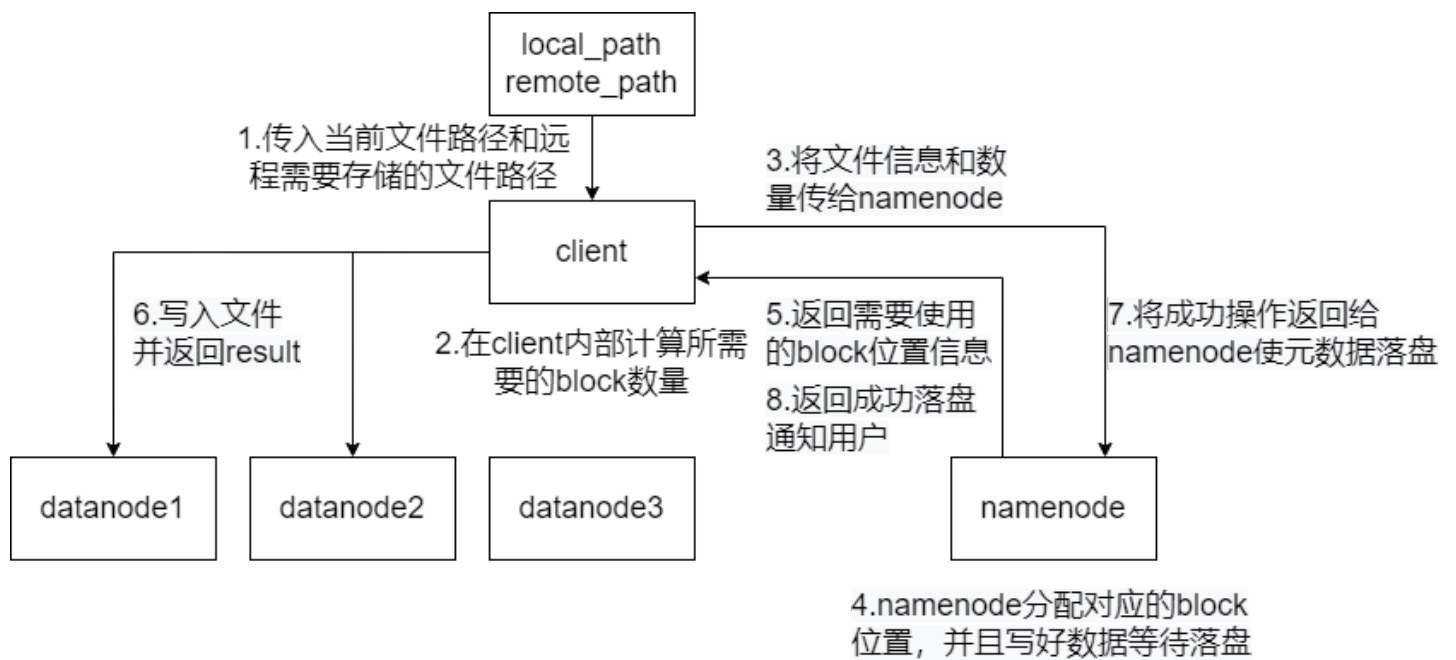 local_path
remote_path
1.传入当前文件路径和远
程需要存储的文件路径
3.将文件信息和数
量传给namenode
client
6.写入文件
并返回result
2.在client内部计算所需
要的block数量
5.返回需要使用
的block位置信息
8.返回成功落盘
通知用户
7.将成功操作返回给
namenode使元数据落盘
datanode1
datanode2
datanode3
namenode
4.namenode分配对应的block
位置，并且写好数据等待落盘